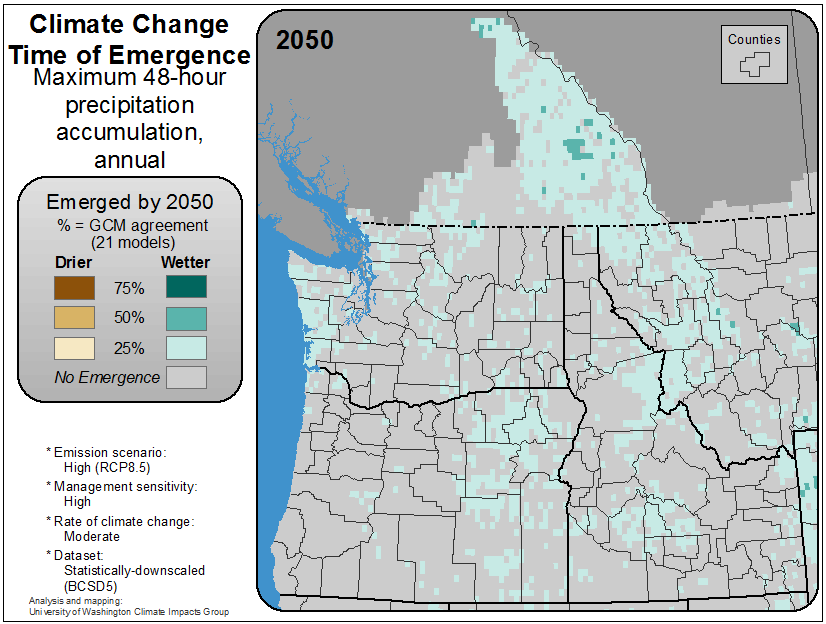 Climate Change
Time of Emergence
Maximum 48-hour
precipitation
accumulation,
annual
Emerged by 2050
% = GCM agreement
(21 models)
Drier Wetter
75%
50%
25%
No Emergence
* Emission scenario:
High (RCP8.5)
* Management sensitivity:
High
* Rate of climate change:
Moderate
* Dataset:
Statistically-downscaled
(BCSD5)
Analysis and mapping:
University of Washington Climate Impacts Group
2050
Counties